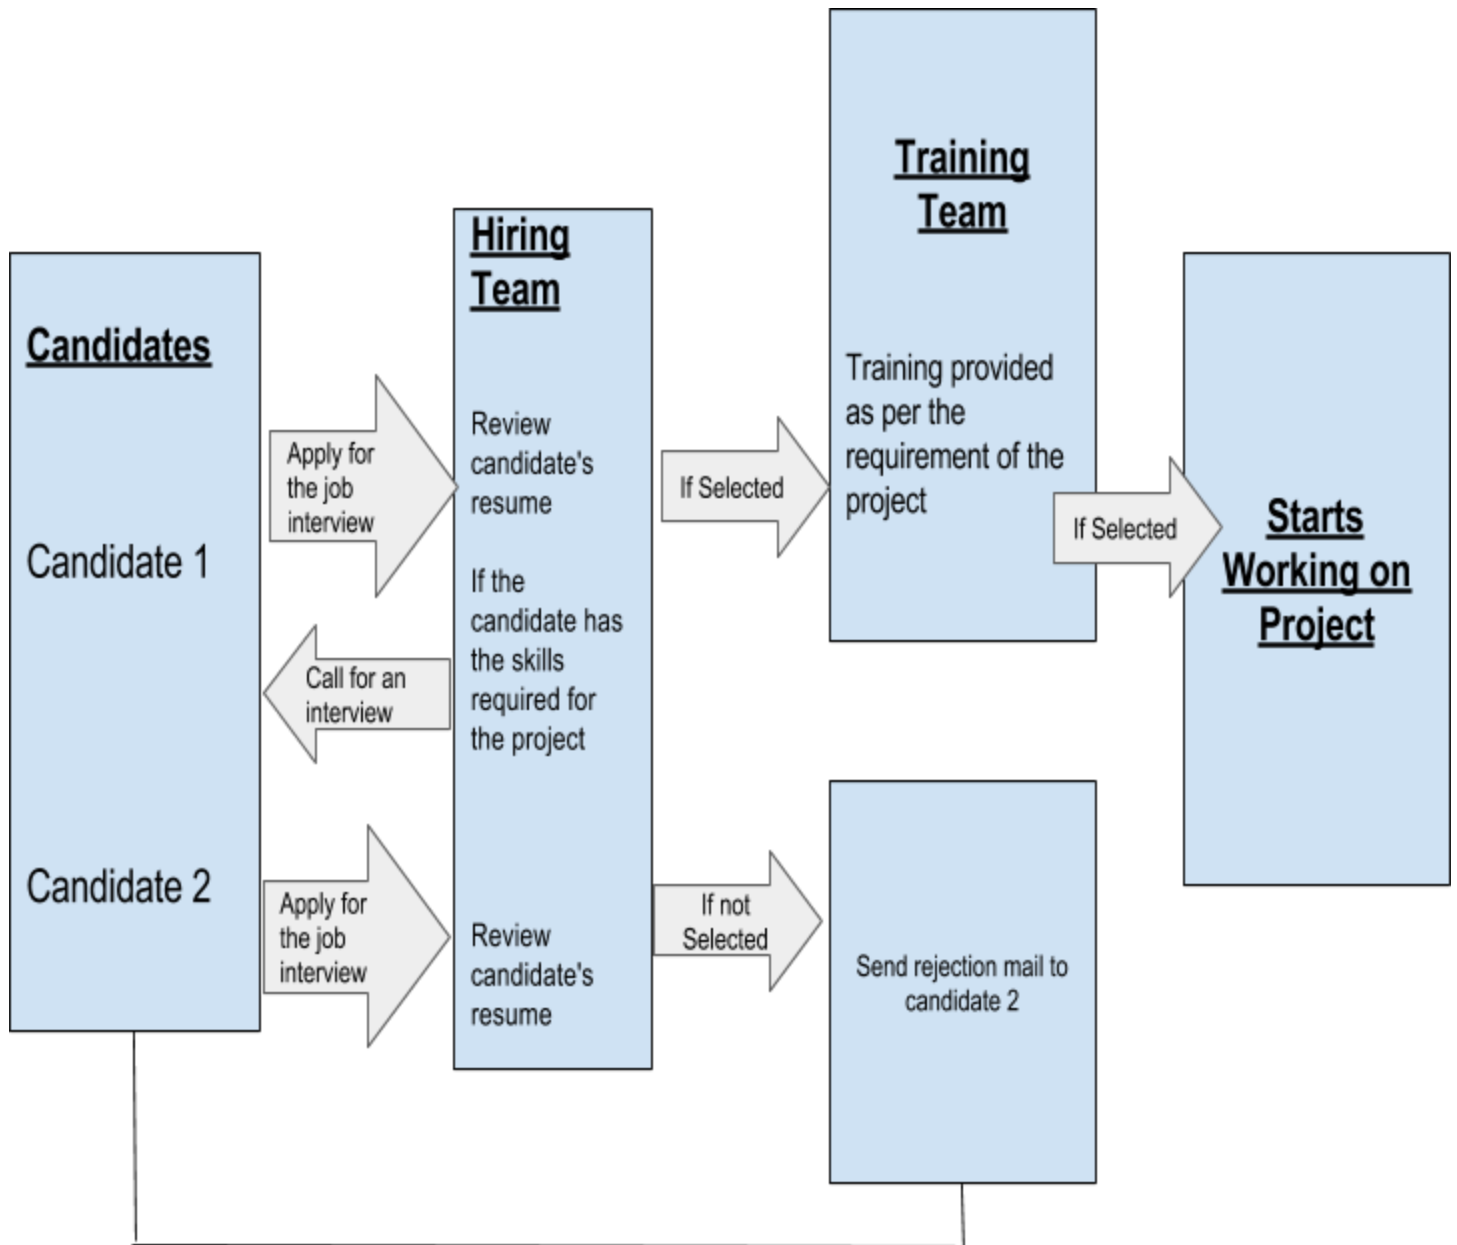 Candidates
Candidate 1
Candidate 2
Apply for
the job
interview
Call for an
interview
Apply for
the job
interview
Hiring
Team
Review
candidate's
resume
If the
candidate has
the skills
required for
the project
Review
candidate's
resume
If Selected
If not
Selected
Training
Team
Training provided
as per the
requirement of the
project
Send rejection mail to
candidate 2
If Selected
Starts
Working on
Project